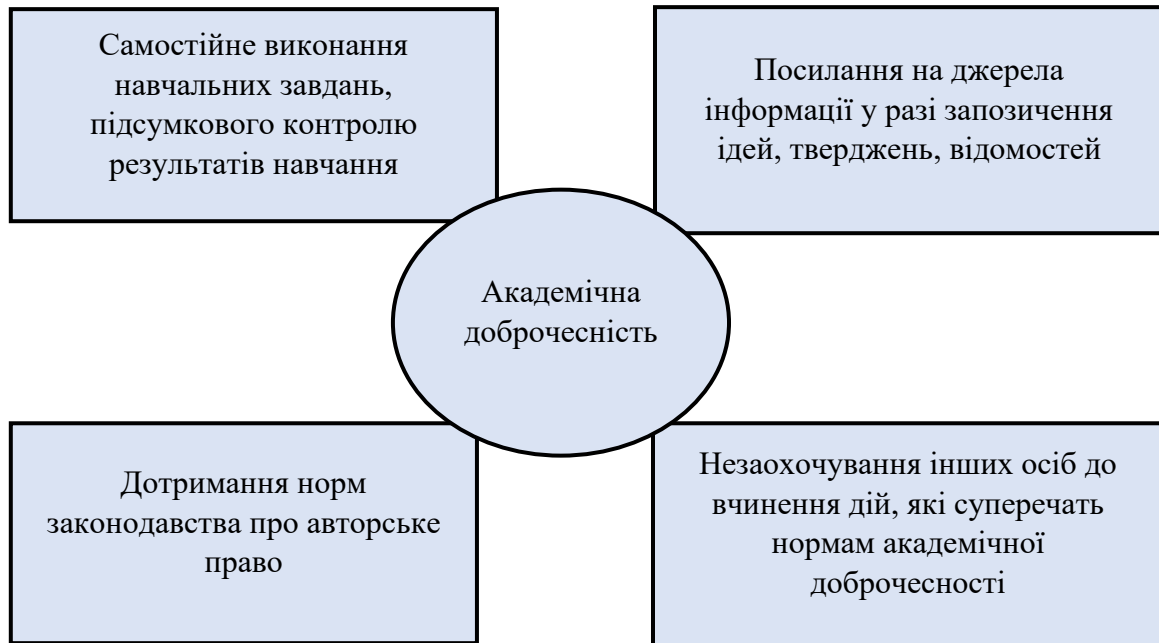 Самостійне виконання
навчальних завдань,
підсумкового контролю
результатів навчання
Посилання на джерела
інформації у разі запозичення
ідей, тверджень, відомостей
Академічна
доброчесність
Дотримання норм
законодавства про авторське
право
Незаохочування інших осіб до
вчинення дій, які суперечать
нормам академічної
доброчесності